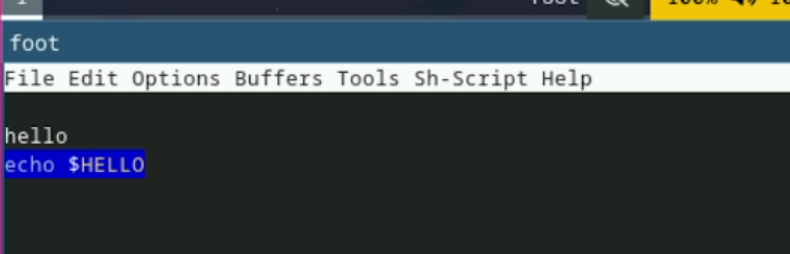 foot
File Edit Options Buffers Tools Sh-Script Help
hello
echo $HELLO